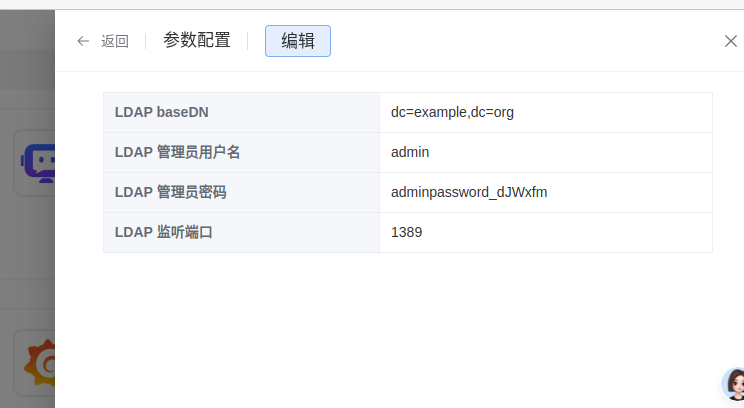 返回 参数配置 编辑
LDAP baseDN dc=example,dc=org
LDAP 管理员用户名 admin
LDAP 管理员密码 adminpassword_dJWxfm
LDAP 监听端口 1389